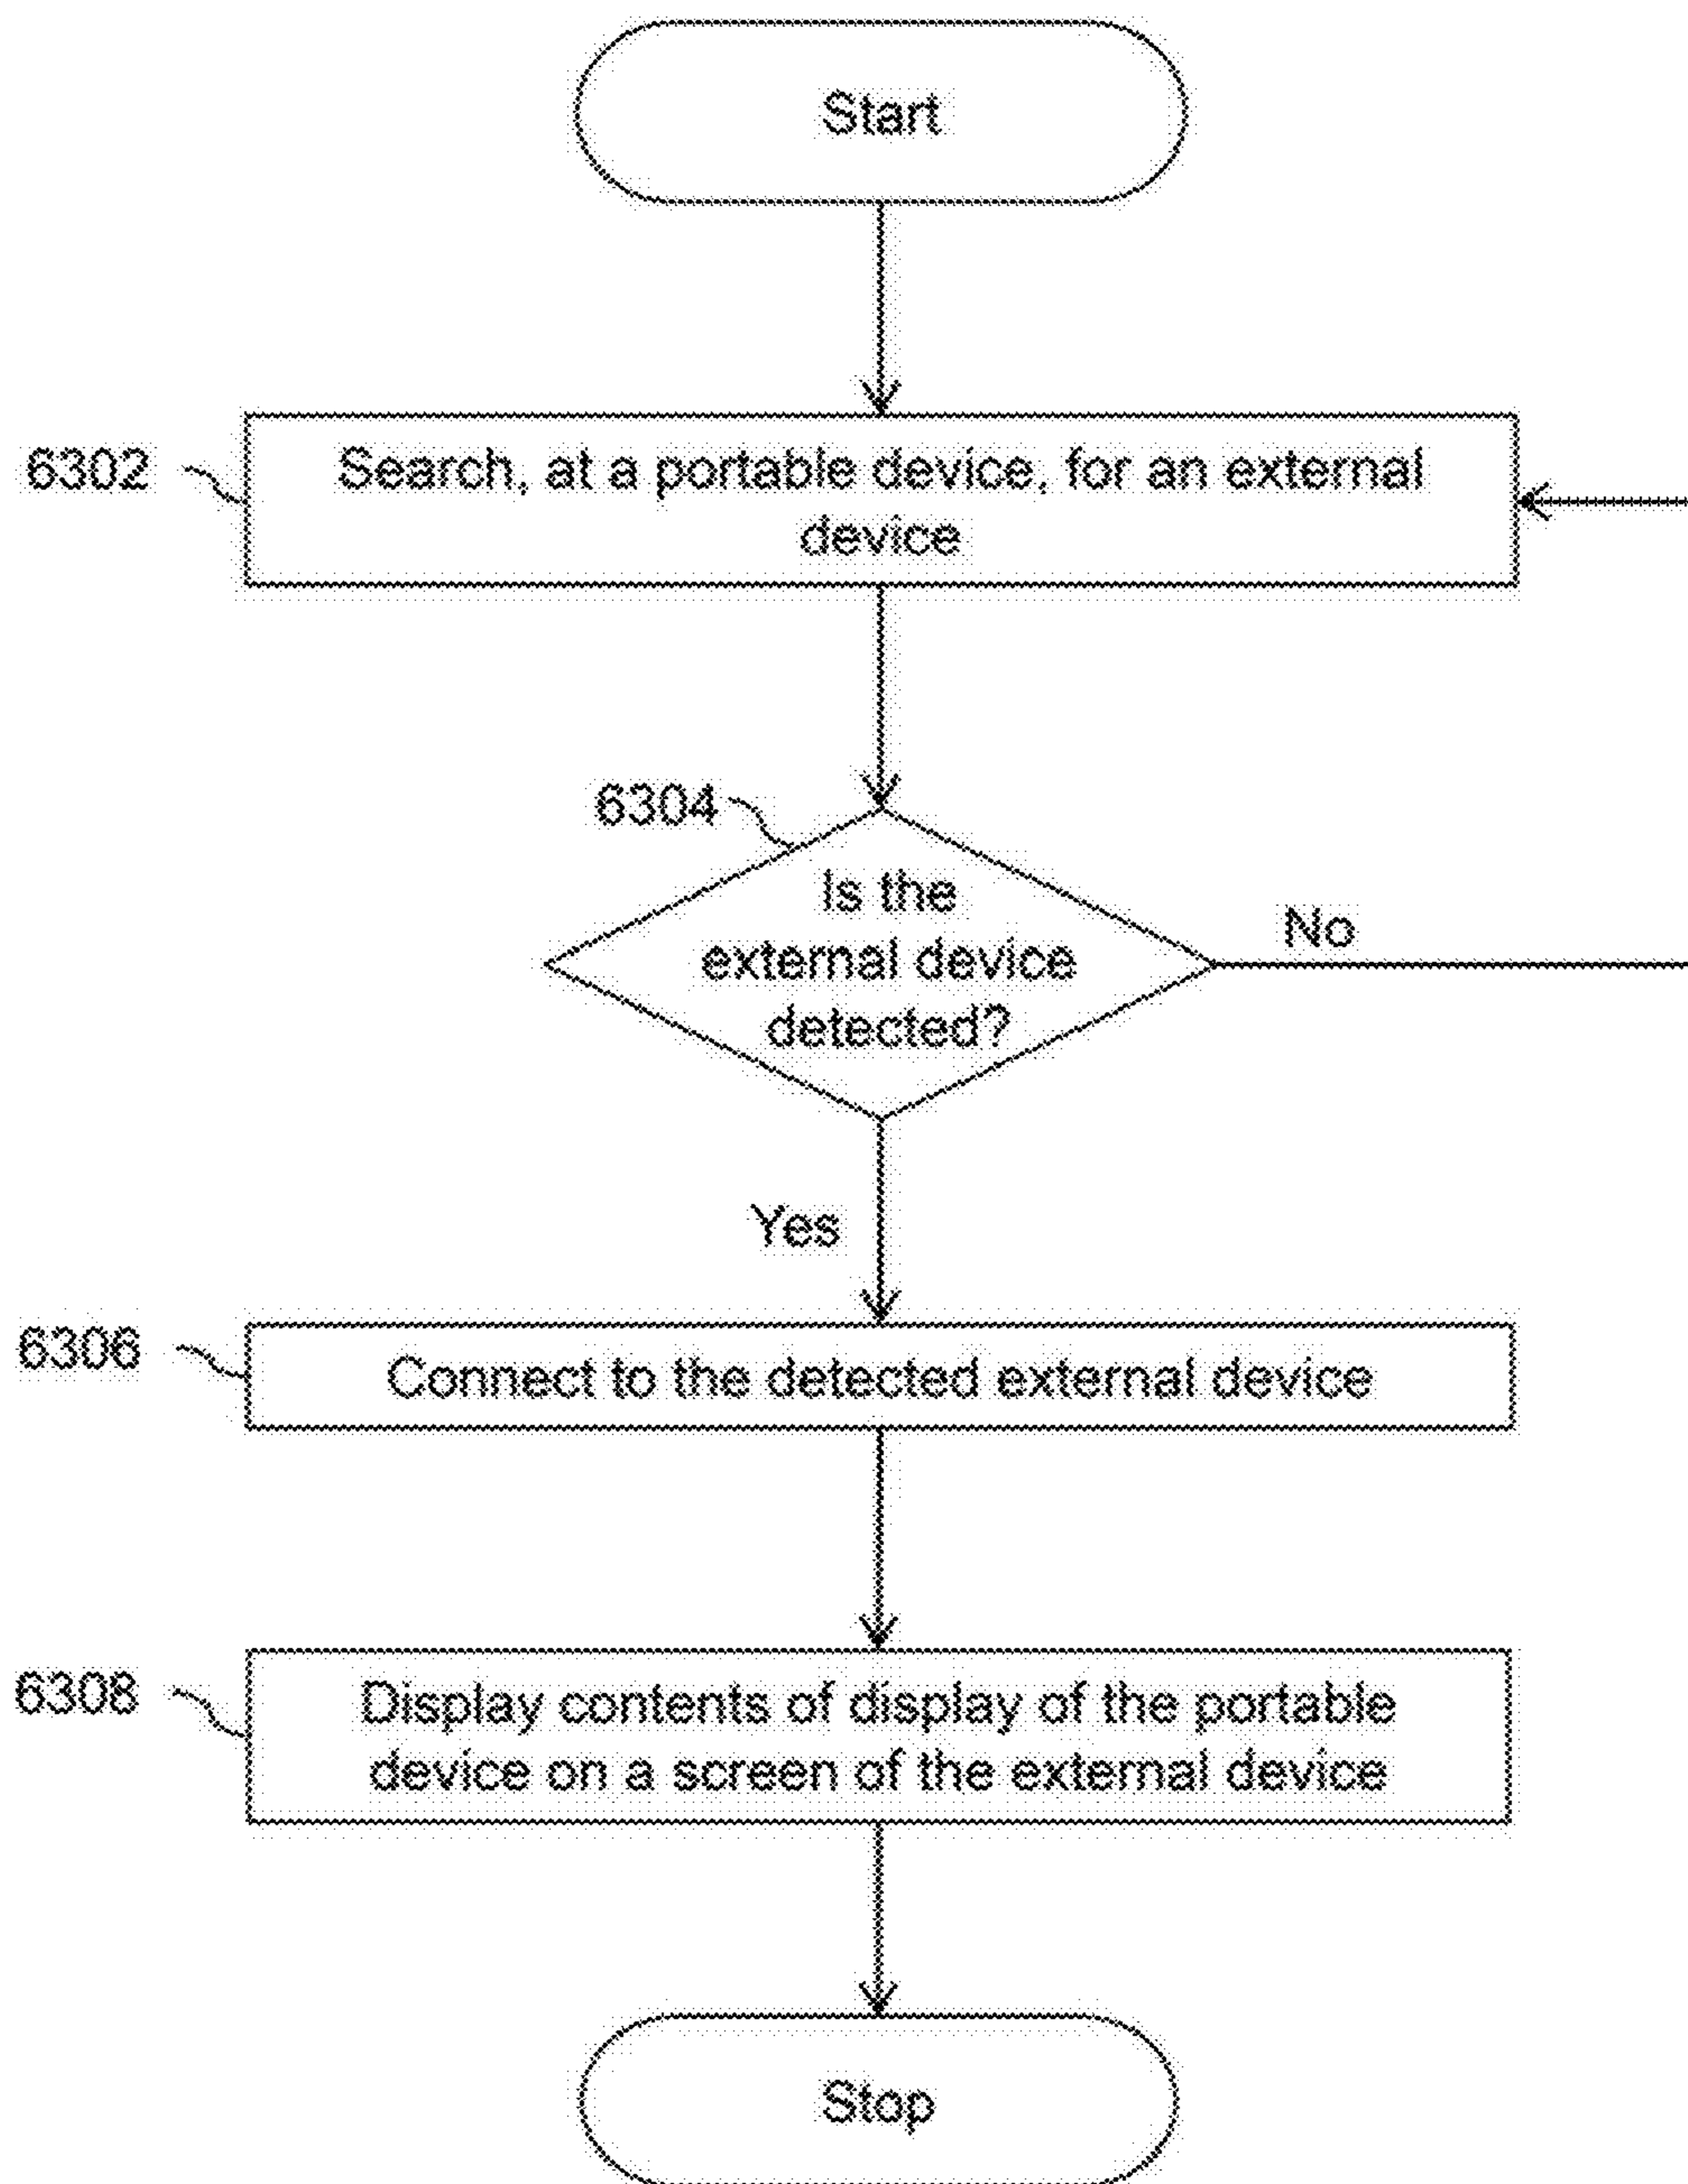 Start
6302
Search, at a portable device, for an external
device
6304
Is the
external device
detected?
No
Yes
6306
Connect to the detected external device
6308
Display contents of display of the portable
device on a screen of the external device
Stop